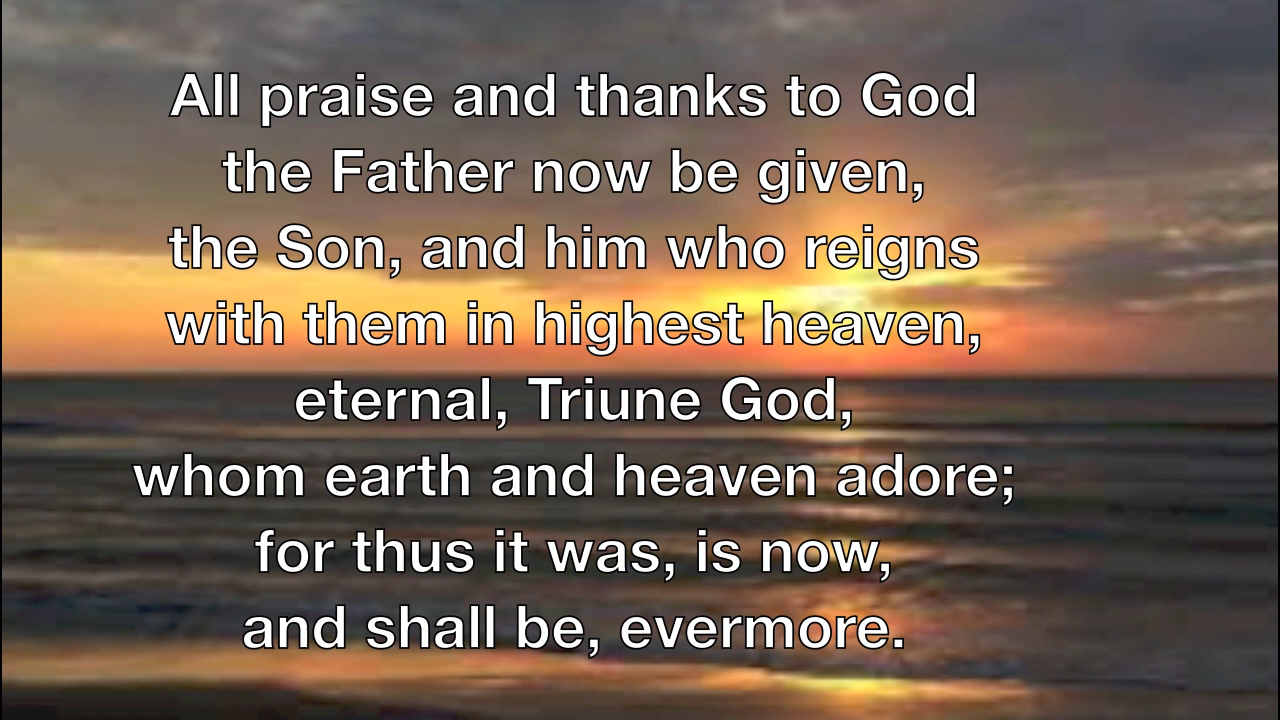 All praise and thanks to God
the Father now be given,
the Son, and him who reigns
with them in highest heaven,
eternal, Triune God,
whom earth and heaven adore;
for thus it was, is now,
and shall be, evermore.